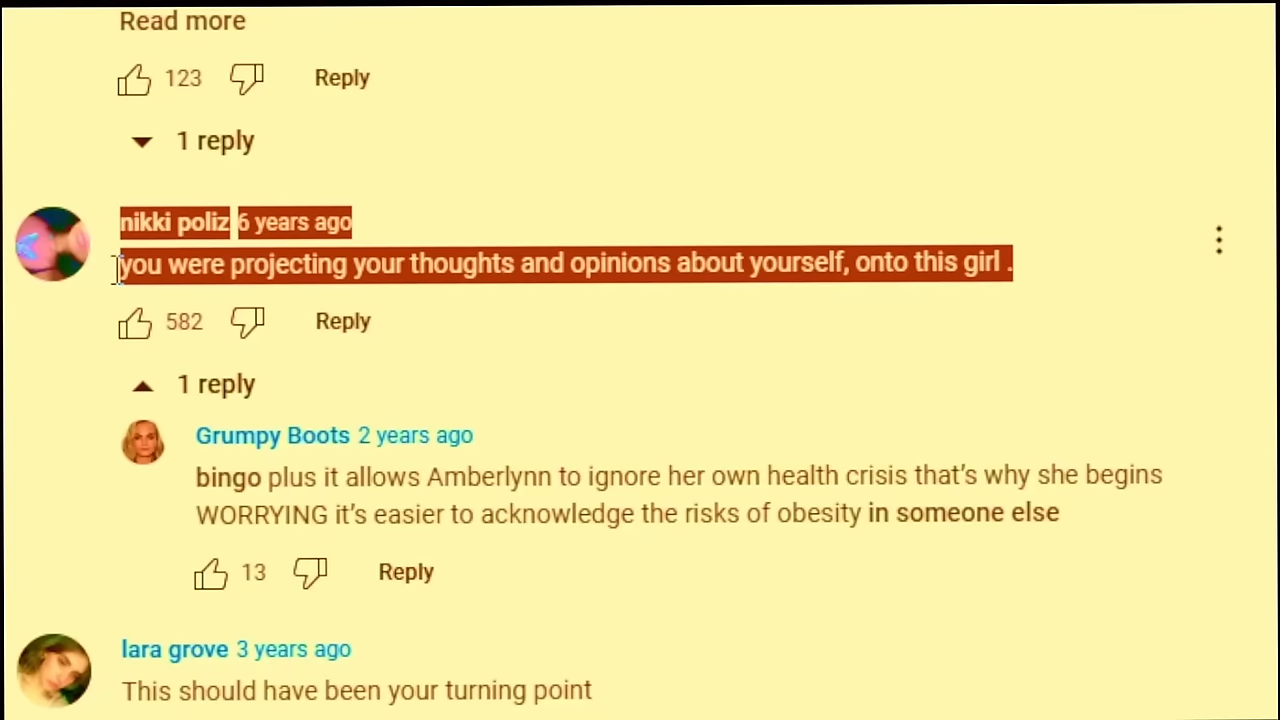 Read more
123 Reply
1 reply
nikki poliz 6 years ago
you were projecting your thoughts and opinions about yourself, onto this girl .
582 Reply
1 reply
Grumpy Boots 2 years ago
bingo plus it allows Amberlynn to ignore her own health crisis that's why she begins
WORRYING it's easier to acknowledge the risks of obesity in someone else
13 Reply
lara grove 3 years ago
This should have been your turning point